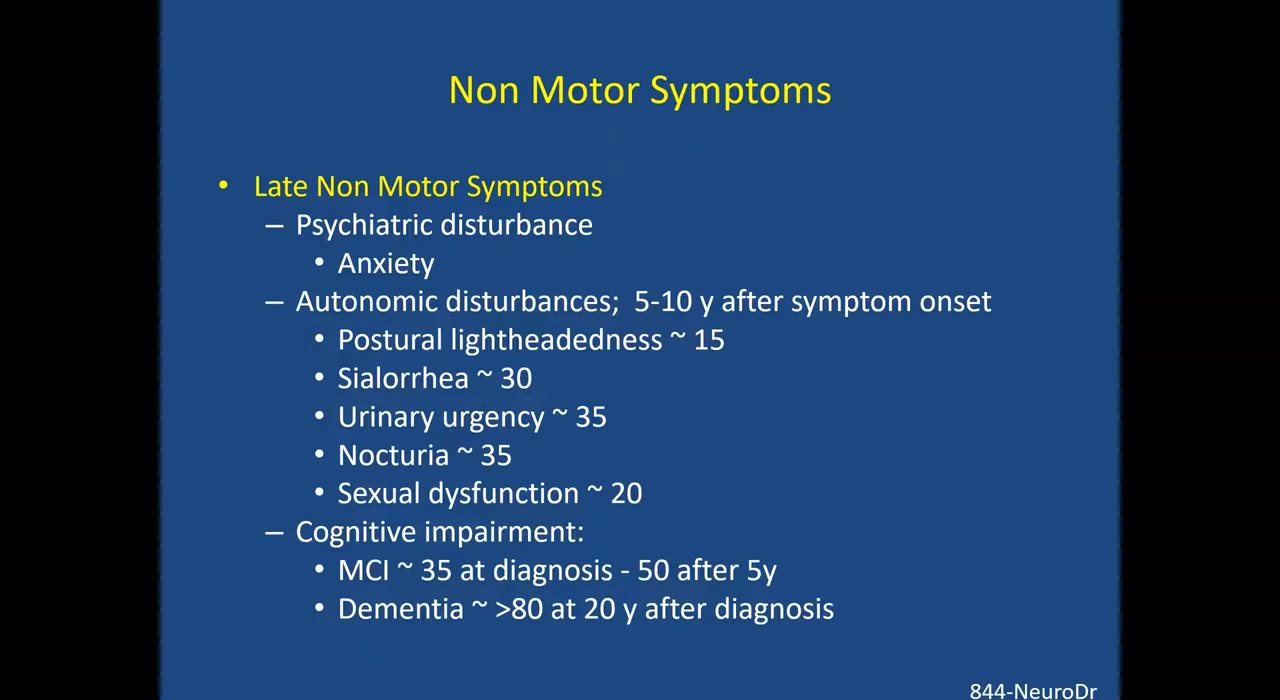 Non Motor Symptoms
• Late Non Motor Symptoms
– Psychiatric disturbance
• Anxiety
– Autonomic disturbances; 5-10 y after symptom onset
• Postural lightheadedness ~ 15
• Sialorrhea ~ 30
• Urinary urgency ~ 35
• Nocturia ~ 35
• Sexual dysfunction ~ 20
– Cognitive impairment:
• MCI ~ 35 at diagnosis - 50 after 5y
• Dementia ~ >80 at 20 y after diagnosis
844-NeuroDr